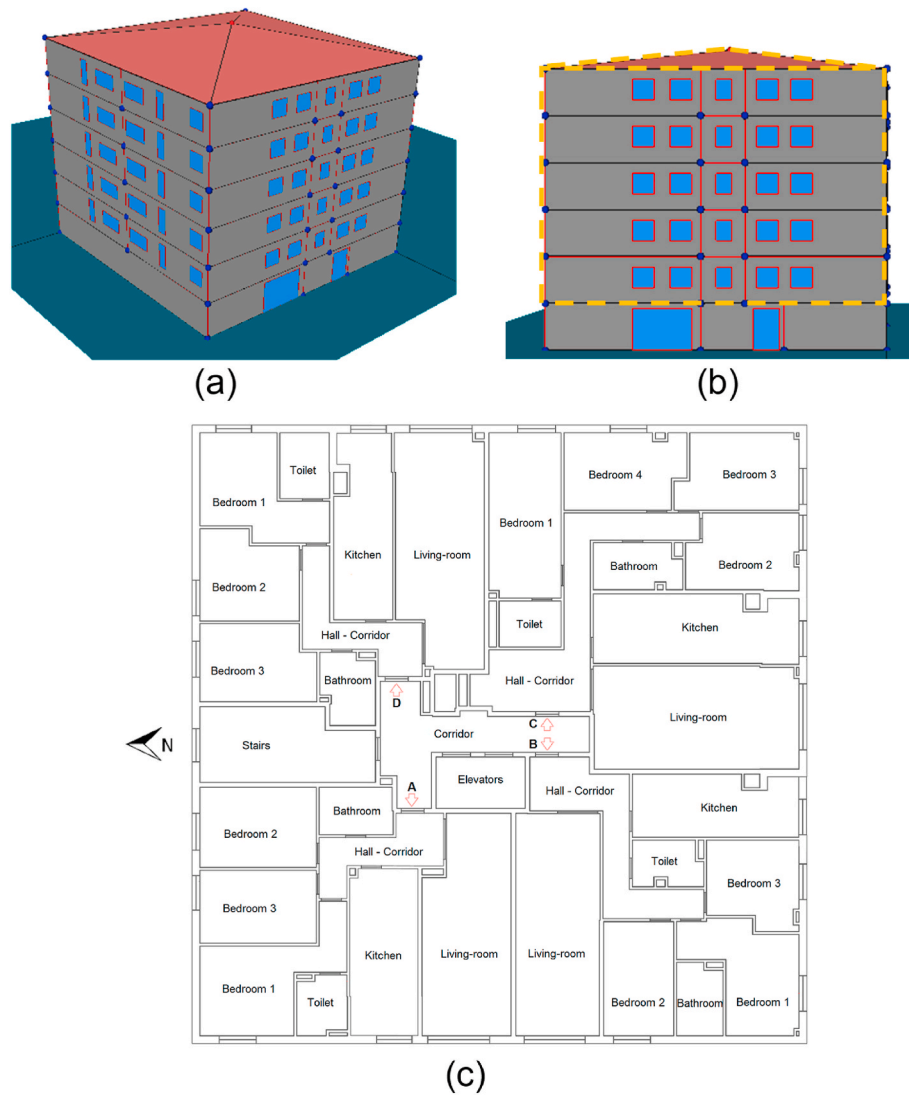 (a)
(b)
Toilet
Bedroom 1
Kitchen
Living-room
Bedroom 1
Bedroom 4
Bedroom 3
Bedroom 2
Bathroom
Bedroom 2
Toilet
Kitchen
Hall - Corridor
Bedroom 3
Bathroom
Hall - Corridor
D
Living-room
N
Stairs
Corridor
C
B
Elevators
A
Hall - Corridor
Bathroom
Kitchen
Bedroom 2
Hall - Corridor
Toilet
Bedroom 3
Bedroom 3
Kitchen
Living-room
Living-room
Bedroom 1
Toilet
Bedroom 2
Bathroom
Bedroom 1
(c)